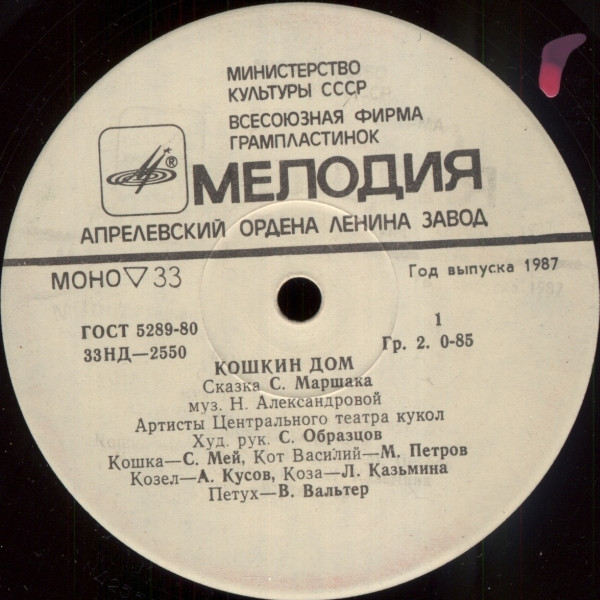 МИНИСТЕРСТВО
КУЛЬТУРЫ СССР
ВСЕСОЮЗНАЯ ФИРМА
ГРАМПЛАСТИНОК
® МЕЛОДИЯ
АПРЕЛЕВСКИЙ ОРДЕНА ЛЕНИНА ЗАВОД
МОНО ▽ 33
Год выпуска 1987
ГОСТ 5289-80
33НД—2550
1
Гр. 2. 0-85
КОШКИН ДОМ
Сказка С. Маршака
муз. Н. Александровой
Артисты Центрального театра кукол
Худ. рук. С. Образцов
Кошка—С. Мей, Кот Василий—М. Петров
Козел—А. Кусов, Коза—Л. Казьмина
Петух—В. Вальтер